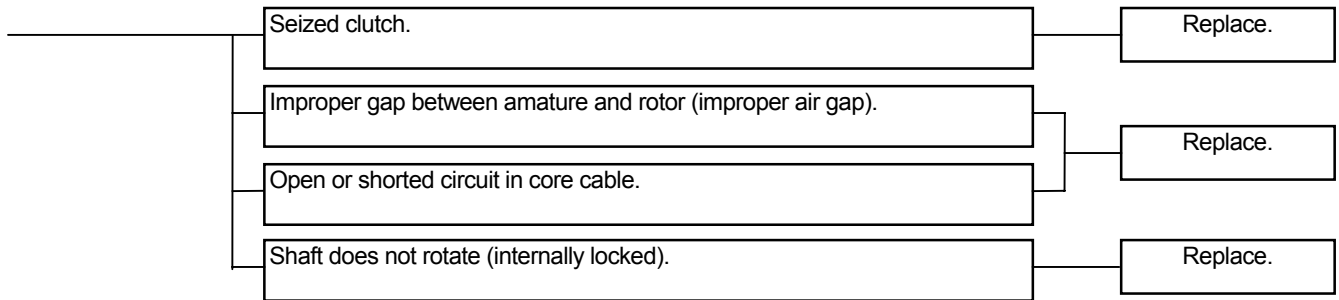 Seized clutch.
Replace.
Improper gap between amature and rotor (improper air gap).
Open or shorted circuit in core cable.
Replace.
Shaft does not rotate (internally locked).
Replace.